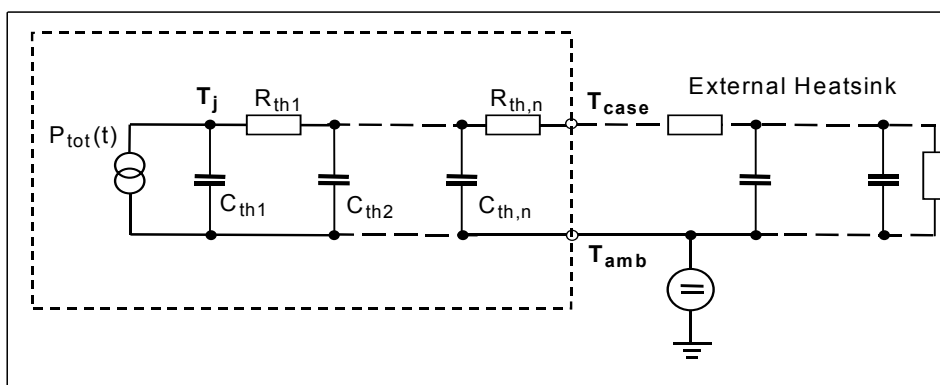 External Heatsink
T_j
R_th1
R_th,n
T_case
P_tot(t)
C_th1
C_th2
C_th,n
T_amb